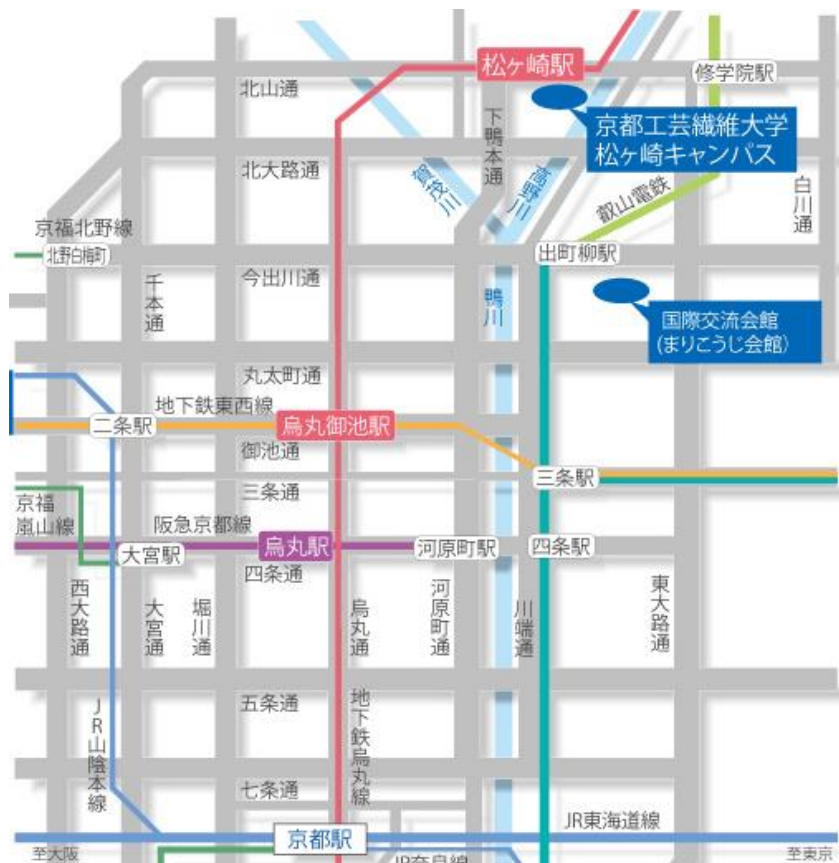 松ヶ崎駅
修学院駅
北山通
下鴨本通
京都工芸繊維大学
松ヶ崎キャンパス
北大路通
賀茂川
高野川
叡山電鉄
白川通
京福北野線
北野白梅町
出町柳駅
今出川通
千本通
鴨川
国際交流会館
(まりこうじ会館)
丸太町通
地下鉄東西線
二条駅
烏丸御池駅
御池通
三条駅
三条通
京福
嵐山線
阪急京都線
大宮駅
烏丸駅
河原町駅
四条駅
四条通
西大路通
大宮通
堀川通
烏丸通
河原町通
川端通
東大路通
五条通
JR山陰本線
地下鉄烏丸線
七条通
京都駅
JR東海道線
至大阪
JR奈良線
至東京